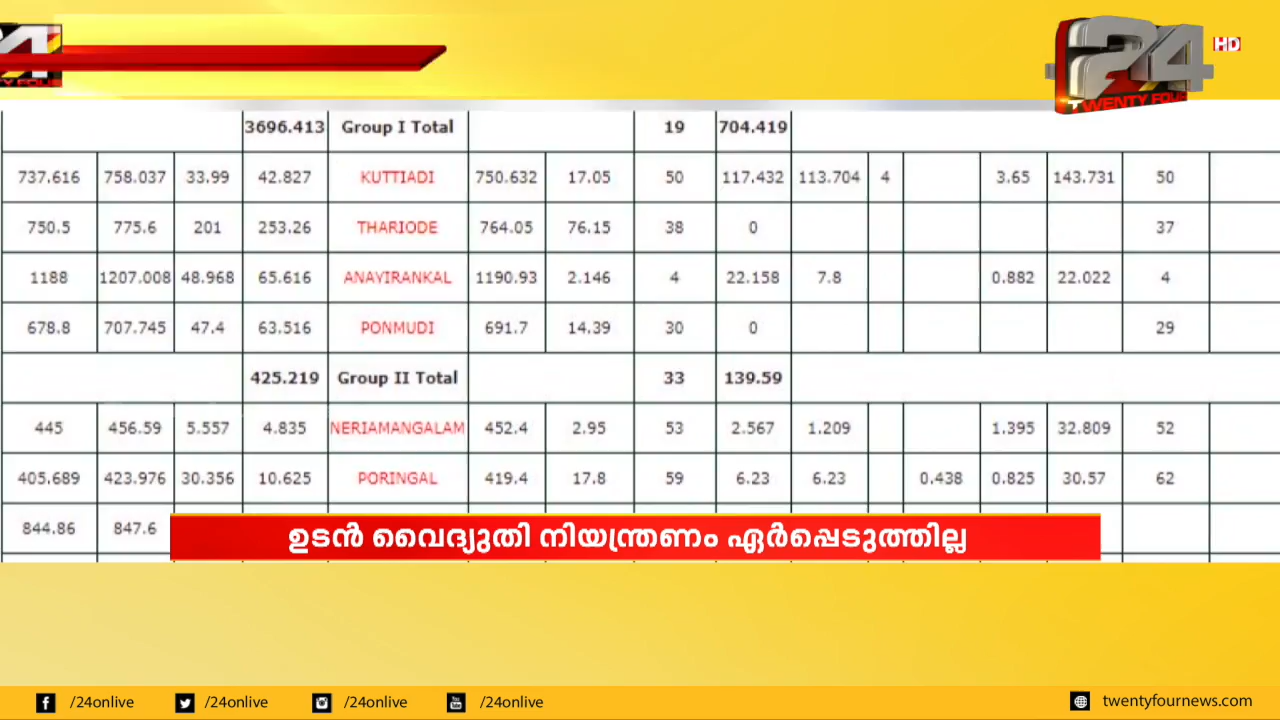 24
HD
TWENTY FOUR
3696.413 Group I Total 19 704.419
737.616 758.037 33.99 42.827 KUTTIADI 750.632 17.05 50 117.432 113.704 4 3.65 143.731 50
750.5 775.6 201 253.26 THARIODE 764.05 76.15 38 0 37
1188 1207.008 48.968 65.616 ANAYIRANKAL 1190.93 2.146 4 22.158 7.8 0.882 22.022 4
678.8 707.745 47.4 63.516 PONMUDI 691.7 14.39 30 0 29
425.219 Group II Total 33 139.59
445 456.59 5.557 4.835 NERIAMANGALAM 452.4 2.95 53 2.567 1.209 1.395 32.809 52
405.689 423.976 30.356 10.625 PORINGAL 419.4 17.8 59 6.23 6.23 0.438 0.825 30.57 62
844.86 847.6
ഉടൻ വൈദ്യുതി നിയന്ത്രണം ഏർപ്പെടുത്തില്ല
/24onlive /24onlive /24onlive /24onlive twentyfournews.com